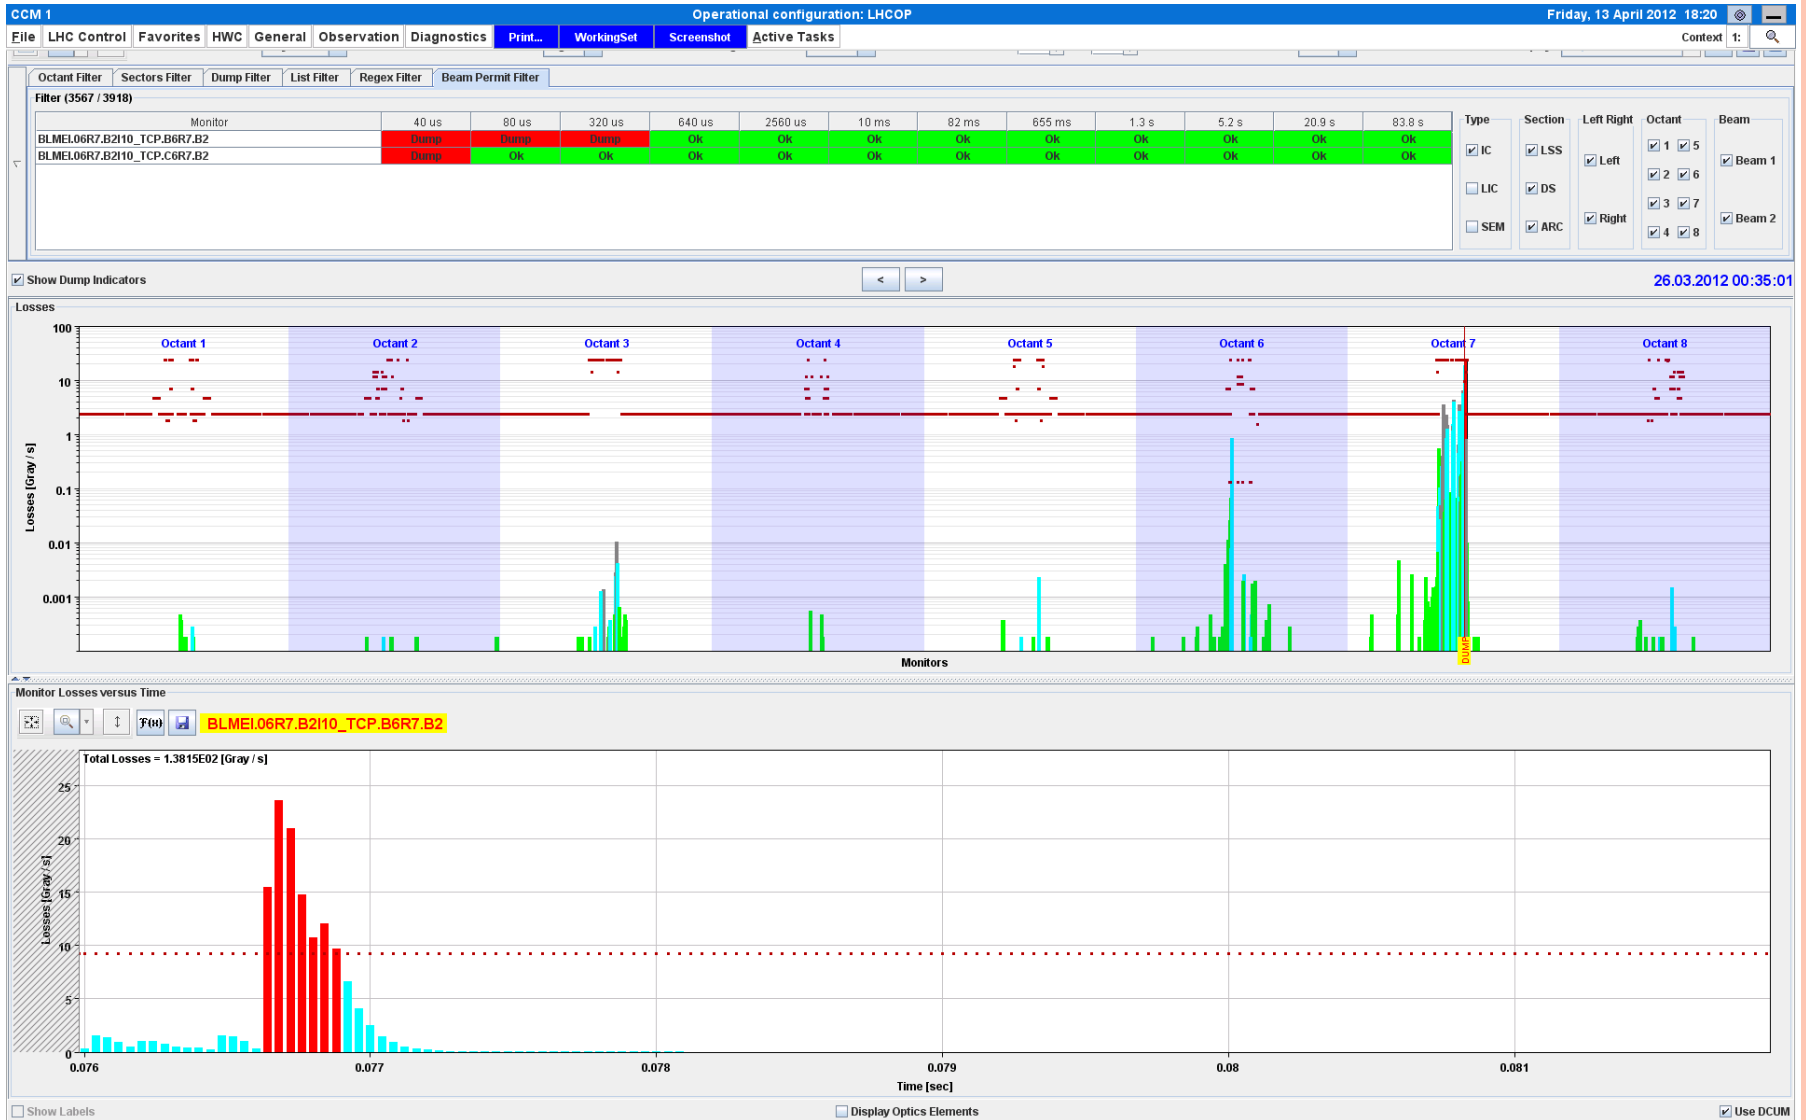 CCM 1 Operational configuration: LHCOP Friday, 13 April 2012 18:20
File LHC Control Favorites HWC General Observation Diagnostics Print... WorkingSet Screenshot Active Tasks Context 1:
Octant Filter Sectors Filter Dump Filter List Filter Regex Filter Beam Permit Filter
Filter (3567 / 3918)
Monitor 40 us 80 us 320 us 640 us 2560 us 10 ms 82 ms 655 ms 1.3 s 5.2 s 20.9 s 83.8 s
BLMEI.06R7.B2I10_TCP.B6R7.B2 Dump Dump Dump Ok Ok Ok Ok Ok Ok Ok Ok Ok
BLMEI.06R7.B2I10_TCP.C6R7.B2 Dump Ok Ok Ok Ok Ok Ok Ok Ok Ok Ok Ok
Type Section Left Right Octant Beam
IC LSS Left 1 5 Beam 1
LIC DS 2 6
SEM ARC Right 3 7 Beam 2
4 8
Show Dump Indicators < > 26.03.2012 00:35:01
Losses
Octant 1 Octant 2 Octant 3 Octant 4 Octant 5 Octant 6 Octant 7 Octant 8
100
10
1
0.1
0.01
0.001
Losses [Gray / s]
DUMP
Monitors
Monitor Losses versus Time
F(x) BLMEI.06R7.B2I10_TCP.B6R7.B2
Total Losses = 1.3815E02 [Gray / s]
25
20
15
10
5
0
Losses [Gray / s]
0.076 0.077 0.078 0.079 0.08 0.081
Time [sec]
Show Labels Display Optics Elements Use DCUM